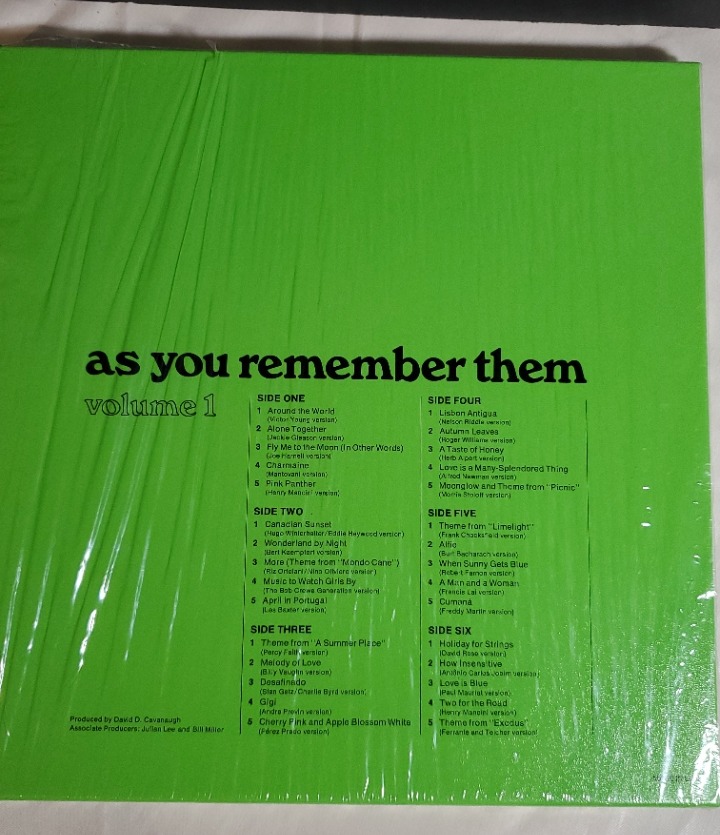 as you remember them
volume 1
SIDE ONE
1 Around the World
(Victor Young version)
2 Alone Together
(Jackie Gleason version)
3 Fly Me to the Moon (In Other Words)
(Joe Harnell version)
4 Charmaine
(Mantovani version)
5 Pink Panther
(Henry Mancini version)
SIDE TWO
1 Canadian Sunset
(Hugo Winterhalter/Eddie Heywood version)
2 Wonderland by Night
(Bert Kaempfert version)
3 More (Theme from "Mondo Cane")
(Riz Ortolani/Nino Oliviero version)
4 Music to Watch Girls By
(The Bob Crewe Generation version)
5 April in Portugal
(Les Baxter version)
SIDE THREE
1 Theme from "A Summer Place"
(Percy Faith version)
2 Melody of Love
(Billy Vaughn version)
3 Desafinado
(Stan Getz/Charlie Byrd version)
4 Gigi
(Andre Previn version)
5 Cherry Pink and Apple Blossom White
(Pérez Prado version)
SIDE FOUR
1 Lisbon Antigua
(Nelson Riddle version)
2 Autumn Leaves
(Roger Williams version)
3 A Taste of Honey
(Herb Alpert version)
4 Love is a Many-Splendored Thing
(Alfred Newman version)
5 Moonglow and Theme from "Picnic"
(Morris Stoloff version)
SIDE FIVE
1 Theme from "Limelight"
(Frank Chacksfield version)
2 Alfie
(Burt Bacharach version)
3 When Sunny Gets Blue
(Robert Farnon version)
4 A Man and a Woman
(Francis Lai version)
5 Cumaná
(Freddy Martin version)
SIDE SIX
1 Holiday for Strings
(David Rose version)
2 How Insensitive
(António Carlos Jobim version)
3 Love is Blue
(Paul Mauriat version)
4 Two for the Road
(Henry Mancini version)
5 Theme from "Exodus"
(Ferrante and Teicher version)
Produced by David D. Cavanaugh
Associate Producers: Julian Lee and Bill Miller